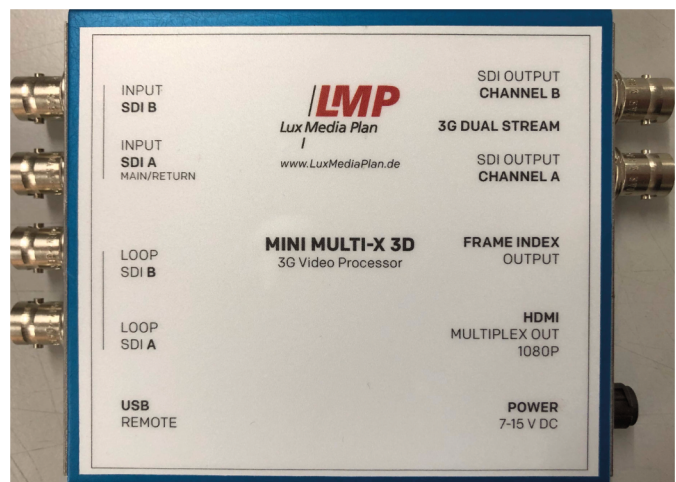 INPUT
SDI B
INPUT
SDI A
MAIN/RETURN
LOOP
SDI B
LOOP
SDI A
USB
REMOTE
LMP
Lux Media Plan
www.LuxMediaPlan.de
MINI MULTI-X 3D
3G Video Processor
SDI OUTPUT
CHANNEL B
3G DUAL STREAM
SDI OUTPUT
CHANNEL A
FRAME INDEX
OUTPUT
HDMI
MULTIPLEX OUT
1080P
POWER
7-15 V DC